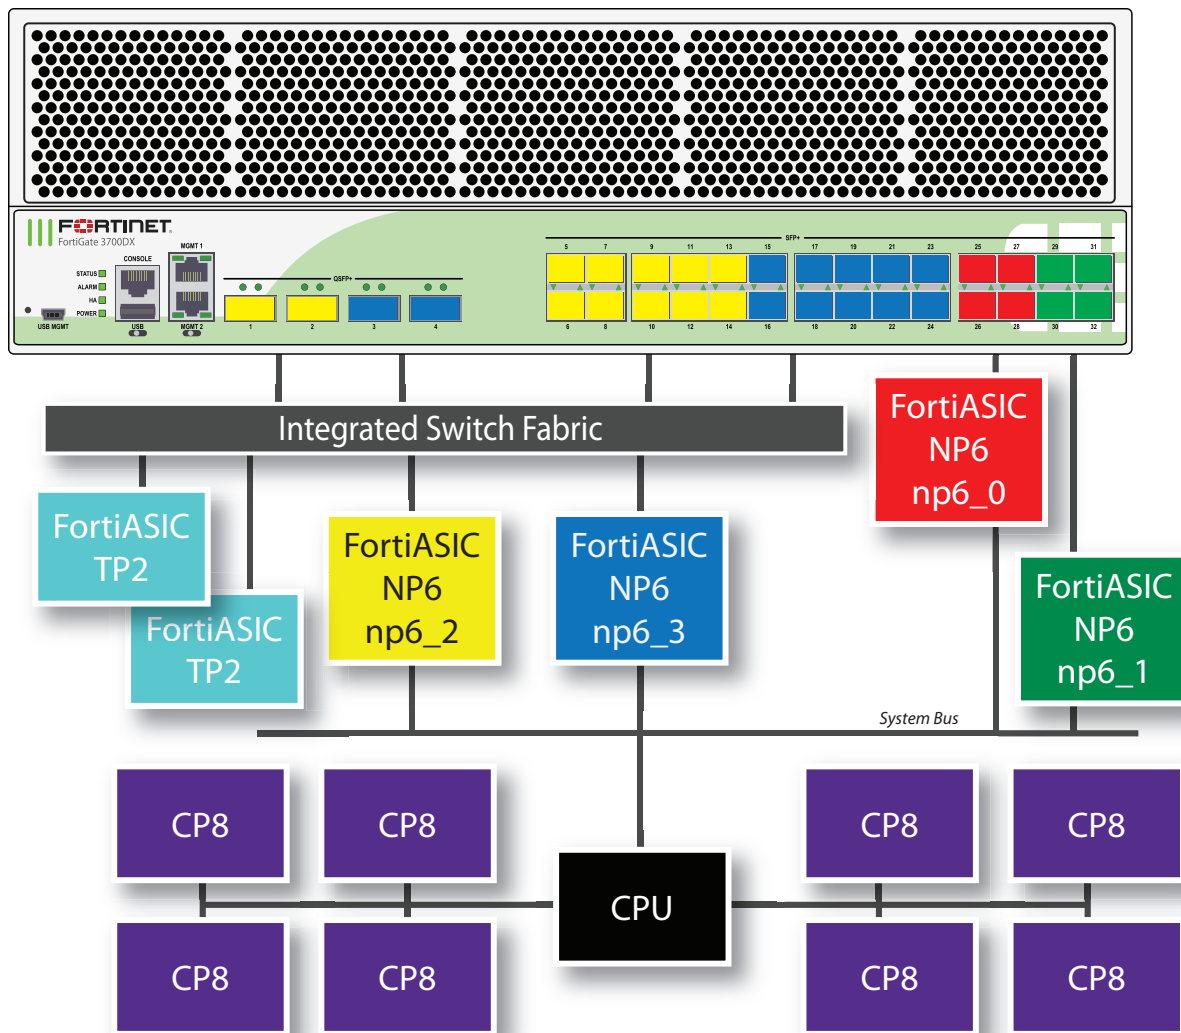 FORTINET
FortiGate 3700DX
STATUS
ALARM
HA
POWER
USB MGMT
CONSOLE
USB
MGMT 1
MGMT 2
QSFP+
1 2 3 4
SFP+
5 7 9 11 13 15 17 19 21 23 25 27 29 31
6 8 10 12 14 16 18 20 22 24 26 28 30 32
Integrated Switch Fabric
FortiASIC
NP6
np6_0
FortiASIC
TP2
FortiASIC
TP2
FortiASIC
NP6
np6_2
FortiASIC
NP6
np6_3
FortiASIC
NP6
np6_1
System Bus
CP8
CP8
CP8
CP8
CPU
CP8
CP8
CP8
CP8